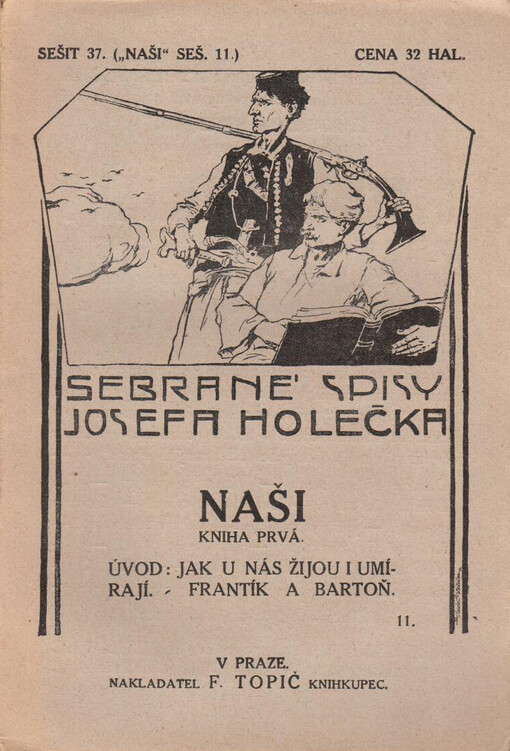 SEŠIT 37. („NAŠI“ SEŠ. 11.) CENA 32 HAL.
SEBRANÉ SPISY
JOSEFA HOLEČKA
NAŠI
KNIHA PRVÁ.
ÚVOD: JAK U NÁS ŽIJOU I UMÍ-
RAJÍ. - FRANTÍK A BARTOŇ.
11.
V PRAZE.
NAKLADATEL F. TOPIČ KNIHKUPEC.